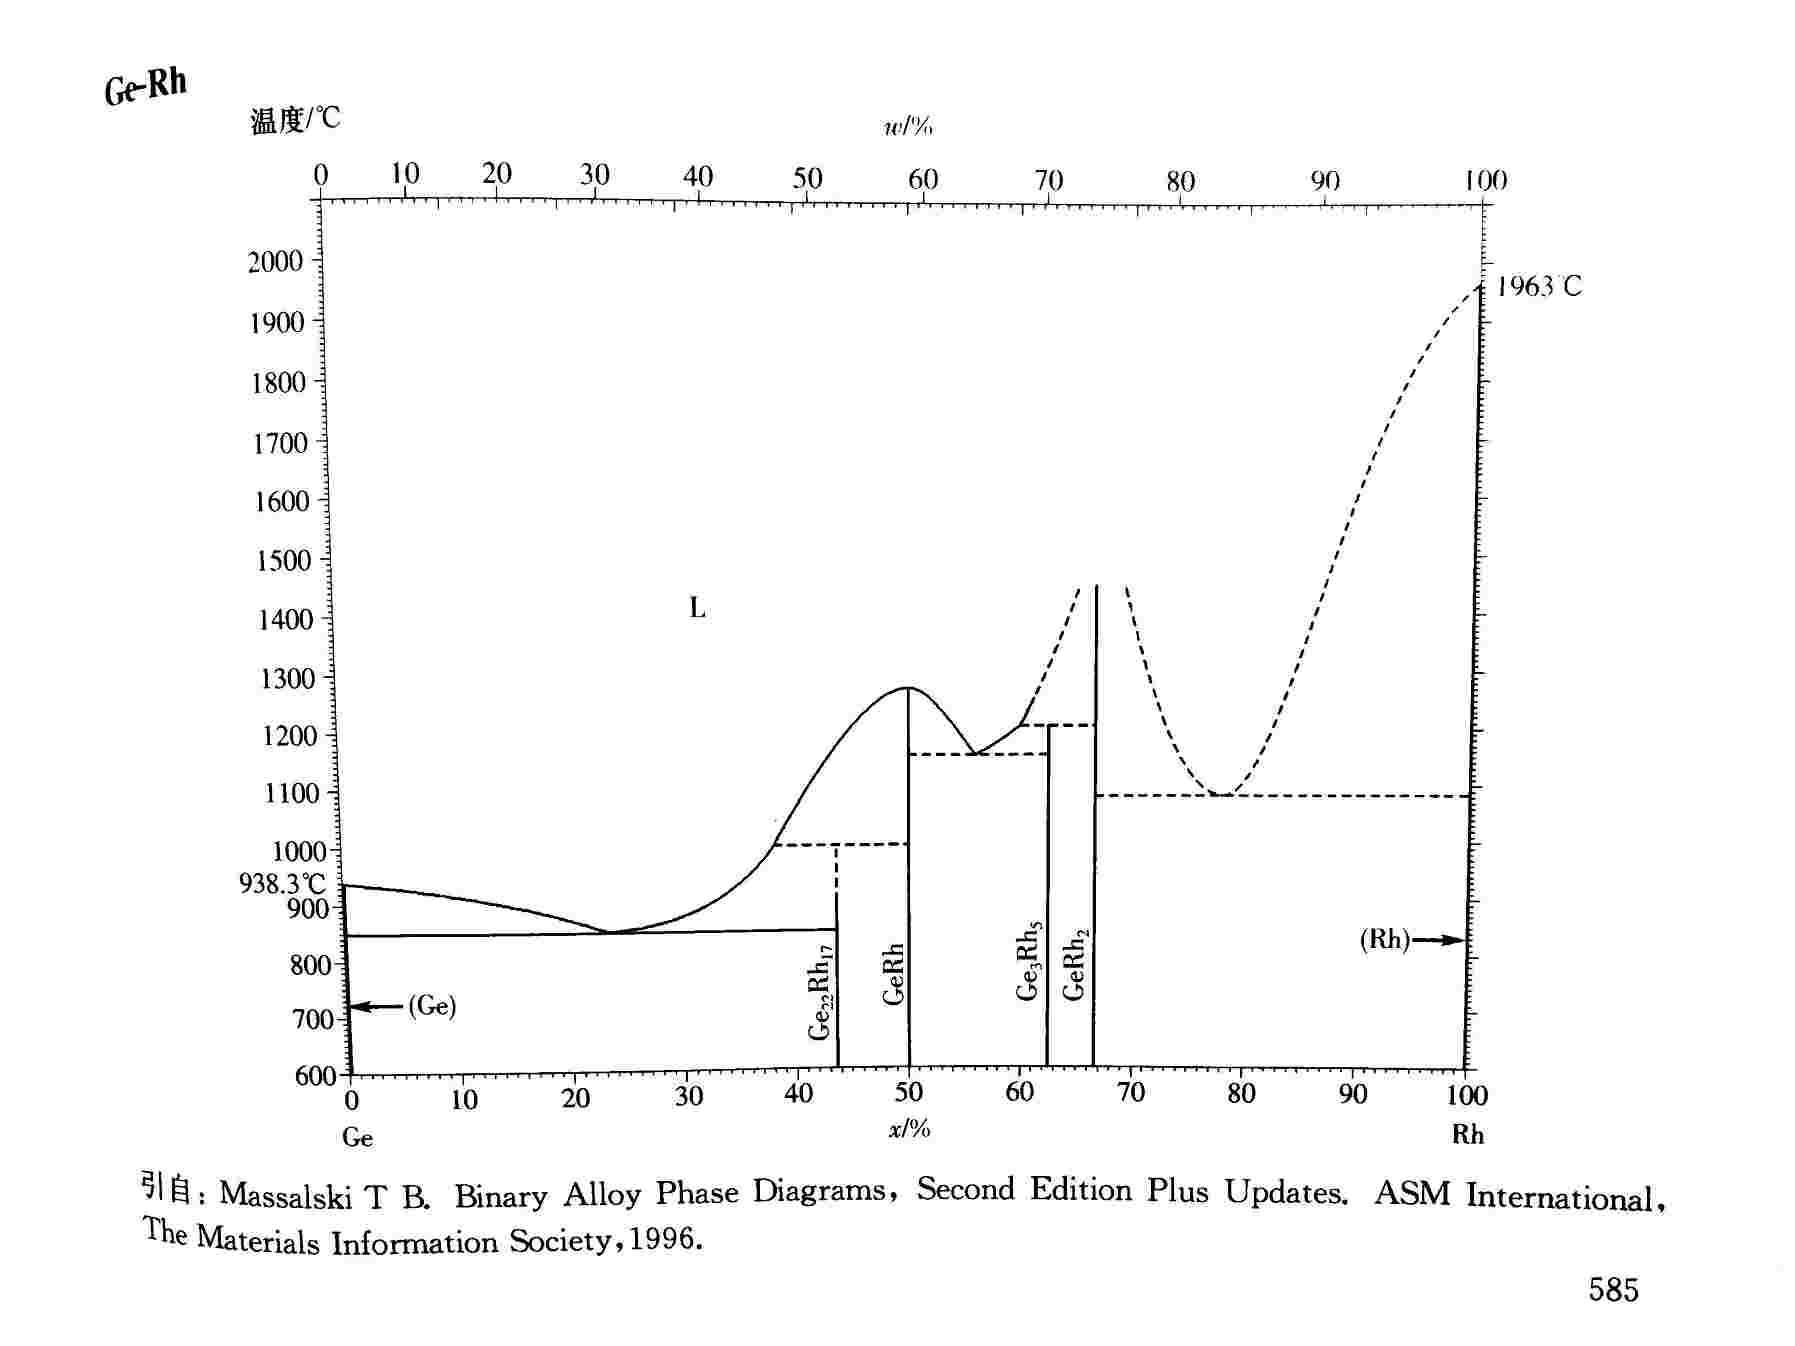 Ge-Rh
温度/℃
w/%
0 10 20 30 40 50 60 70 80 90 100
2000
1963℃
1900
1800
1700
1600
1500
L
1400
1300
1200
1100
1000
938.3℃
900
(Rh)
800
Ge₂₂Rh₁₇
GeRh
Ge₃Rh₅
GeRh₂
(Ge)
700
600
0 10 20 30 40 50 60 70 80 90 100
Ge x/% Rh
引自: Massalski T B. Binary Alloy Phase Diagrams, Second Edition Plus Updates. ASM International,
The Materials Information Society,1996.
585